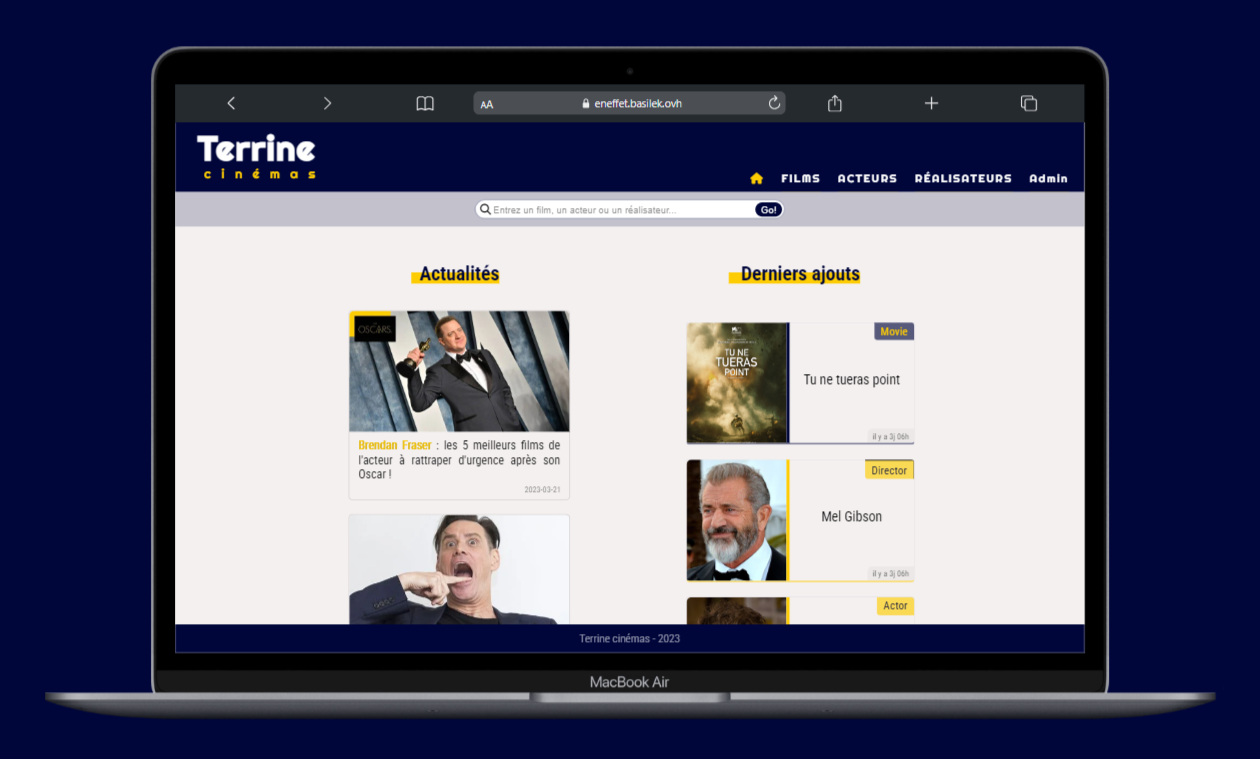 AA
eneffet.basilek.ovh
Terrine
cinémas
FILMS ACTEURS RÉALISATEURS Admin
Entrez un film, un acteur ou un réalisateur...
Go!
Actualités
OSCARS
Brendan Fraser : les 5 meilleurs films de
l'acteur à rattraper d'urgence après son
Oscar !
2023-03-21
Derniers ajouts
TU NE
TUERAS
POINT
Movie
Tu ne tueras point
il y a 3j 06h
Director
Mel Gibson
il y a 3j 06h
Actor
Terrine cinémas - 2023
MacBook Air